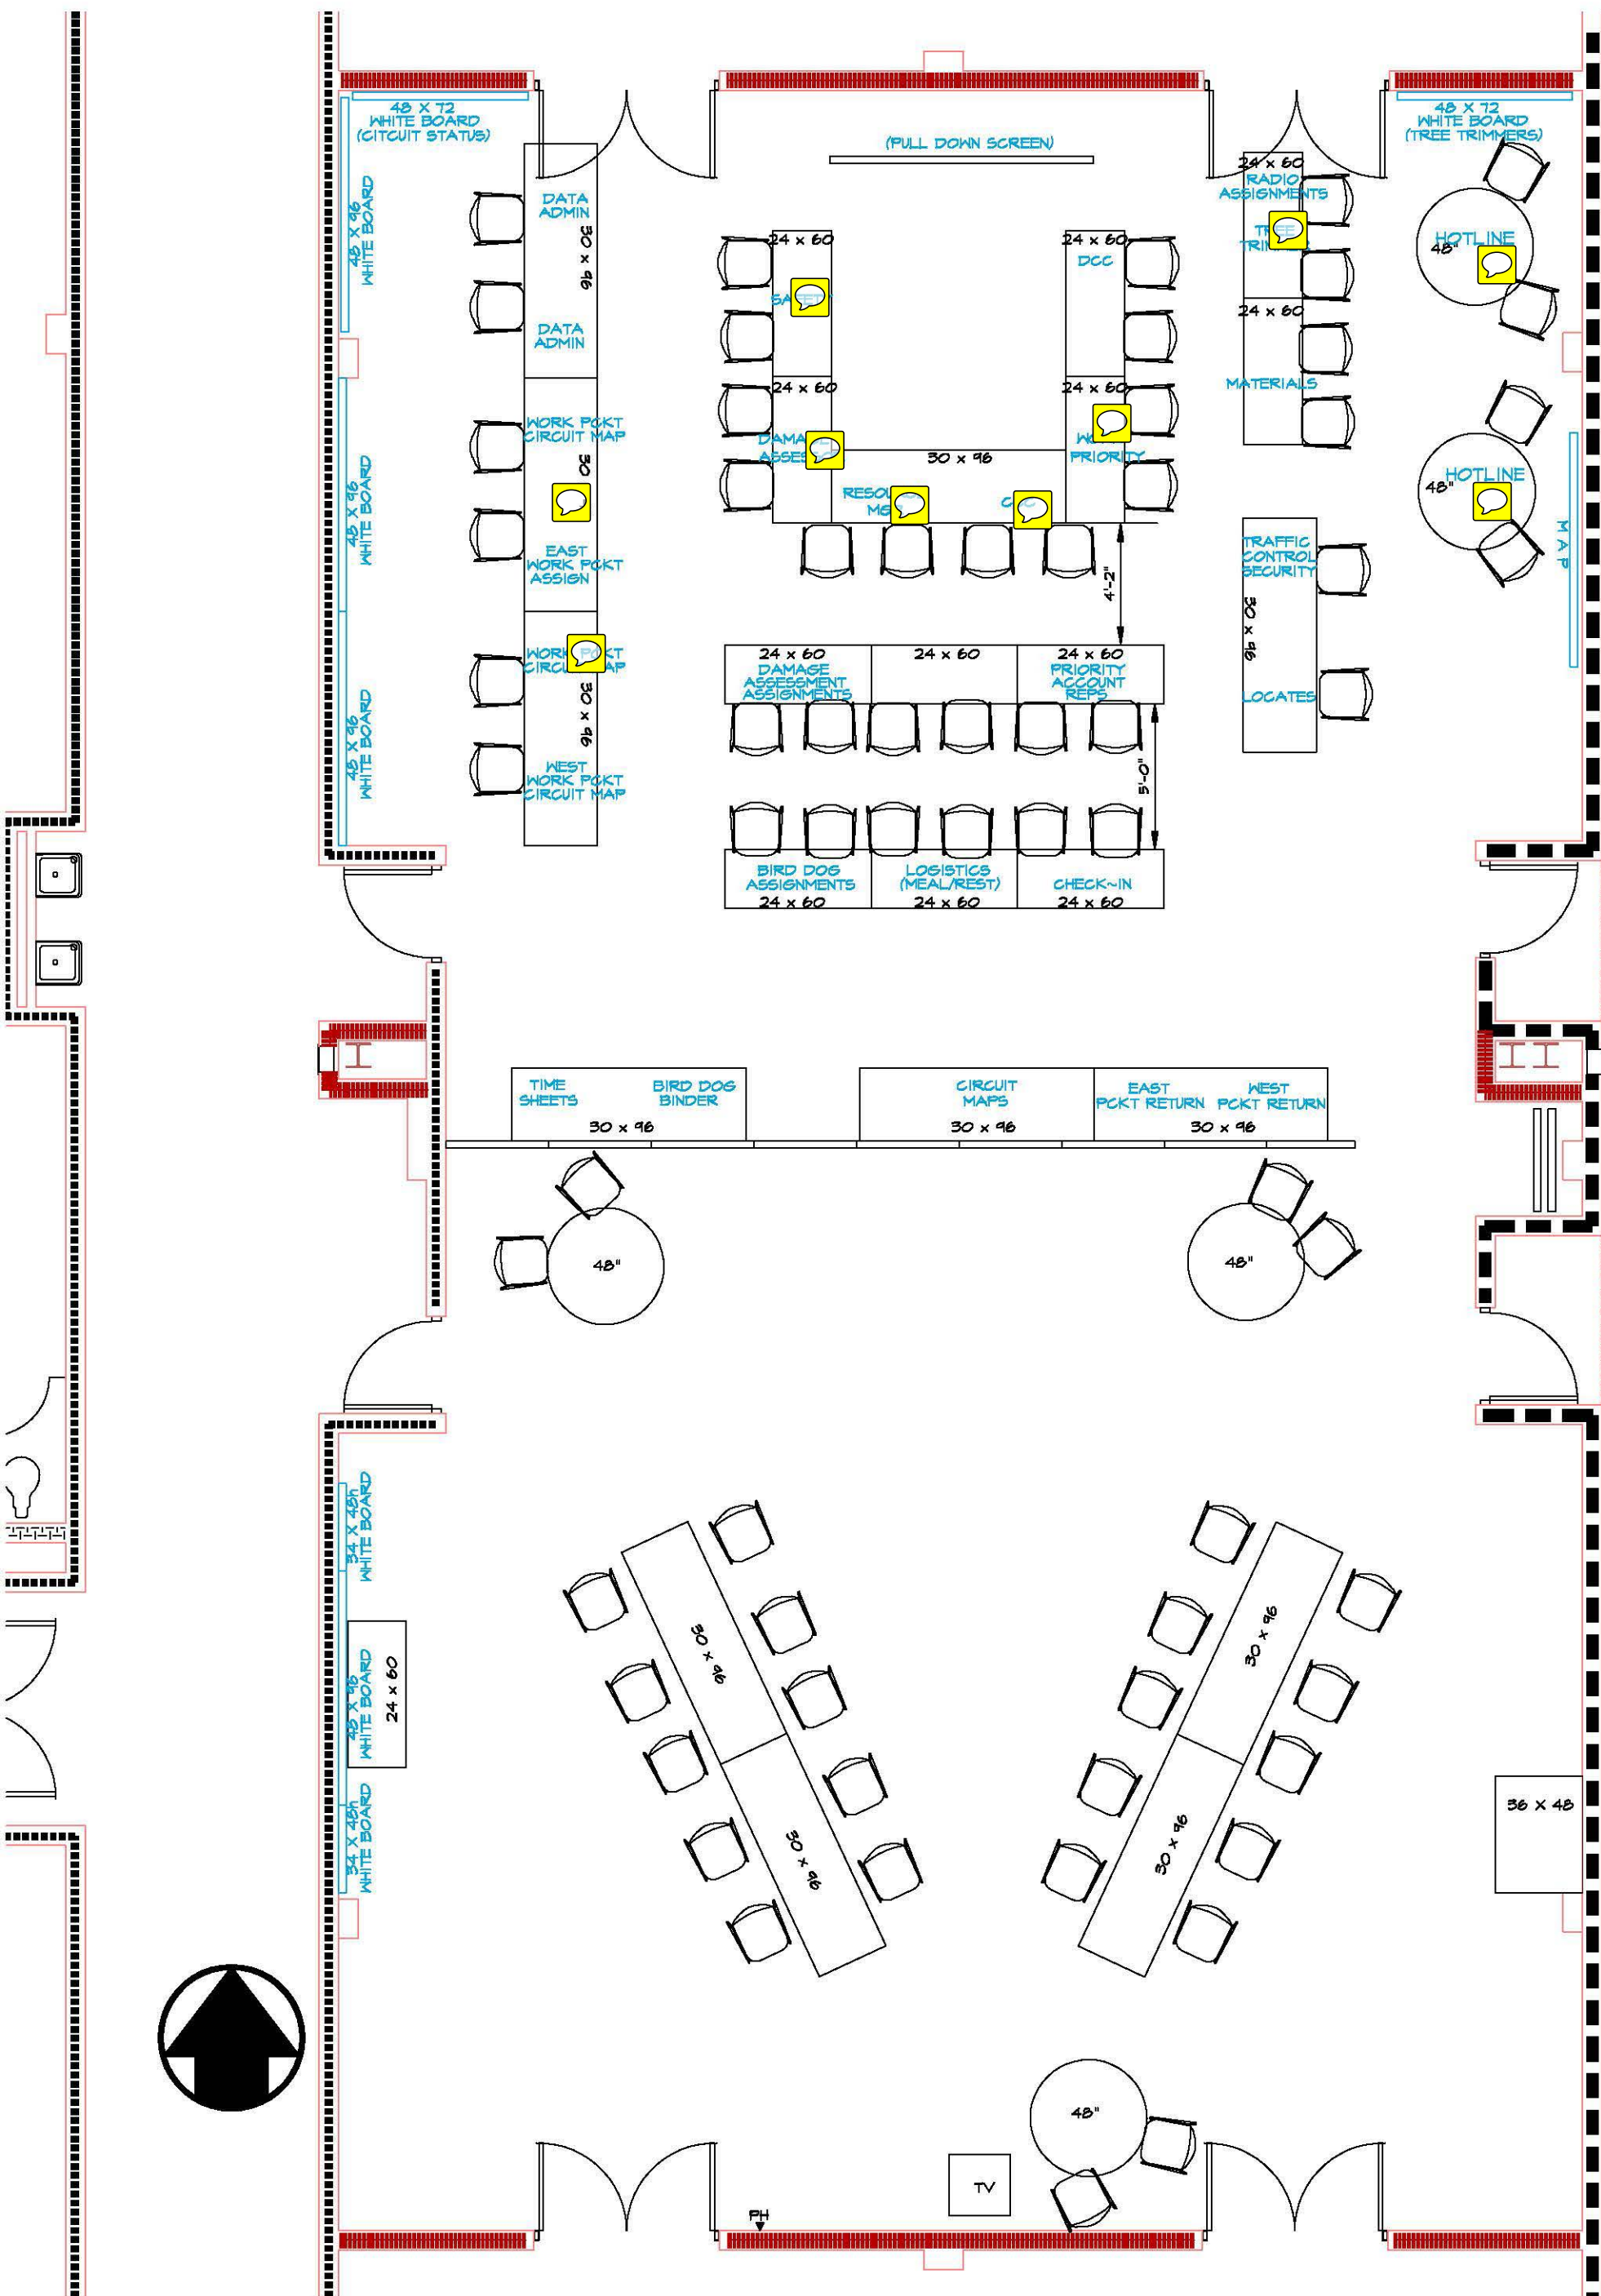 48 X 72
WHITE BOARD
(CITCUIT STATUS)
48 X 72
WHITE BOARD
(TREE TRIMMERS)
(PULL DOWN SCREEN)
48 X 96
WHITE BOARD
DATA
ADMIN
30 x 96
DATA
ADMIN
24 x 60
24 x 60
DCC
24 x 60
RADIO
ASSIGNMENTS
24 x 60
MATERIALS
HOTLINE
48"
24 x 60
24 x 60
PRIORITY
30 x 96
HOTLINE
48"
MAP
48 X 96
WHITE BOARD
WORK PCKT
CIRCUIT MAP
30
EAST
WORK PCKT
ASSIGN
4'-2"
TRAFFIC
CONTROL
SECURITY
30 x 96
LOCATES
48 X 96
WHITE BOARD
30 x 96
WEST
WORK PCKT
CIRCUIT MAP
24 x 60
DAMAGE
ASSESSMENT
ASSIGNMENTS
24 x 60
24 x 60
PRIORITY
ACCOUNT
REPS
5'-0"
BIRD DOG
ASSIGNMENTS
24 x 60
LOGISTICS
(MEAL/REST)
24 x 60
CHECK~IN
24 x 60
TIME
SHEETS
BIRD DOG
BINDER
30 x 96
CIRCUIT
MAPS
30 x 96
EAST
PCKT RETURN
WEST
PCKT RETURN
30 x 96
48"
48"
34 X 48h
WHITE BOARD
48 X 96
WHITE BOARD
24 x 60
34 X 48h
WHITE BOARD
30 x 96
30 x 96
30 x 96
30 x 96
36 X 48
48"
TV
PH